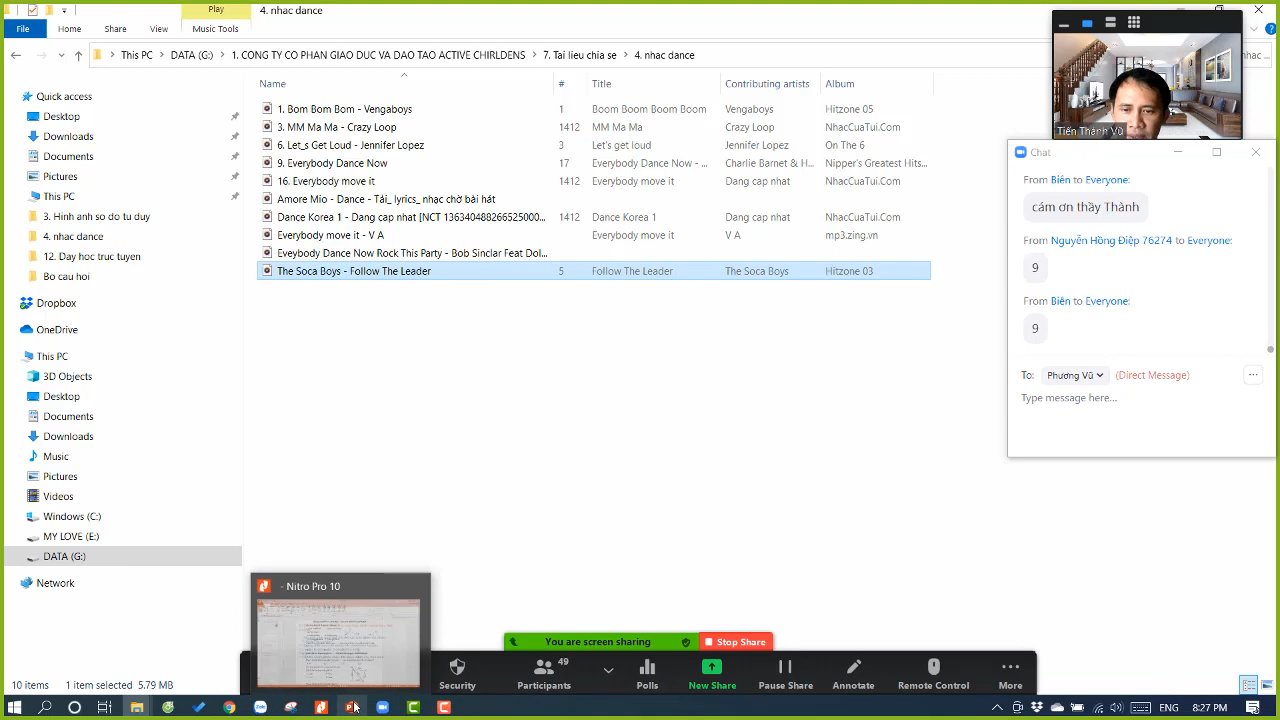 Play
4. nhac dance
File
Home
Share
View
Music Tools
This PC > DATA (G:) > 1. CONG TY CO PHAN GIAO DUC VA DAO TAO ACTIVE CHIRLDENS > 7. Tai lieu chia se > 4. nhac dance
Name # Title Contributing artists Album
1. Bom Bom Bom - Vengaboys 1 Boom Boom Boom Boom Vengaboys Hitzone 05
3. MM Ma Ma - Crazy Loop 1412 MM Ma Ma Crazy Loop NhacCuaTui.Com
6. Let_s Get Loud - Jennifer Lopez 3 Let's get loud Jennifer Lopez On The 6
9. Everybody Dance Now 17 Everybody Dance Now - ... Charlie Barnet & H... Nipper's Greatest Hits...
16. Everybody move it 1412 Everybody move it Dang cap nhat NhacCuaTui.Com
Amore Mio - Dance - Tải_ lyrics_ nhạc chờ bài hát
Dance Korea 1 - Dang cap nhat [NCT 136340488266525000... 1412 Dance Korea 1 Dang cap nhat NhacCuaTui.Com
Everybody move it - V A Everybody move it V A mp3.zing.vn
Eveybody Dance Now Rock This Party - Bob Sinclar Feat Dol...
The Soca Boys - Follow The Leader 5 Follow The Leader The Soca Boys Hitzone 03
Quick access
Desktop
Downloads
Documents
Pictures
This PC
3. Hinh anh so do tu duy
4. nhac dance
12. Day hoc truc tuyen
Bo cau hoi
Dropbox
OneDrive
This PC
3D Objects
Desktop
Documents
Downloads
Music
Pictures
Videos
Windows (C:)
MY LOVE (E:)
DATA (G:)
Network
Tiến Thành Vũ
Chat
From Biên to Everyone:
cám ơn thầy Thành
From Nguyễn Hồng Điệp 76274 to Everyone:
9
From Biên to Everyone:
9
To: Phương Vũ (Direct Message)
Type message here...
- Nitro Pro 10
You are screen sharing
Stop Share
Security
Participants 49
Polls
New Share
Pause Share
Annotate
Remote Control
More
10 items 1 item selected 5.79 MB
ENG 8:27 PM